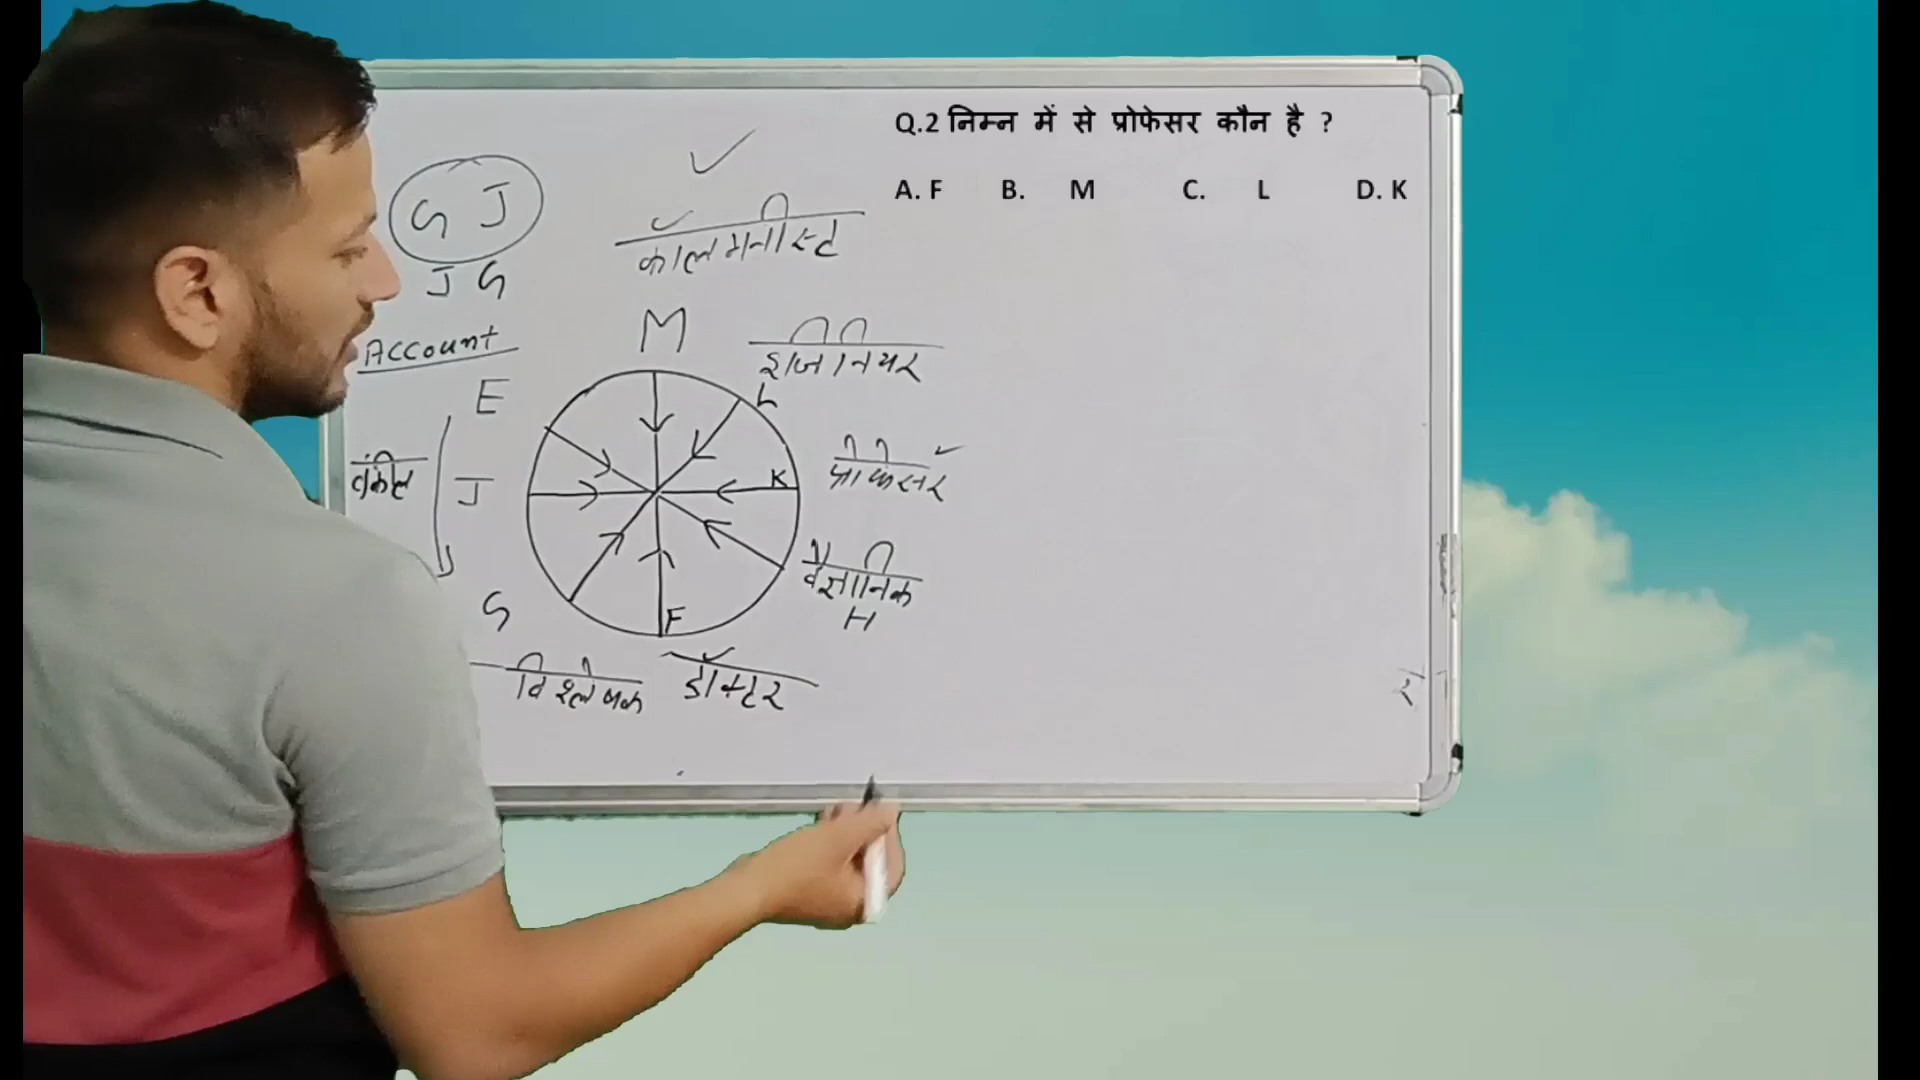 Q.2 निम्न में से प्रोफेसर कौन है ?
A. F B. M C. L D. K
G J
J G
कालमनीस्ट
Account
M
इंजिनियर
E
L
वकील
J
K
प्रोफेसर
वैज्ञानिक
H
G
F
विश्लेषक डॉक्टर